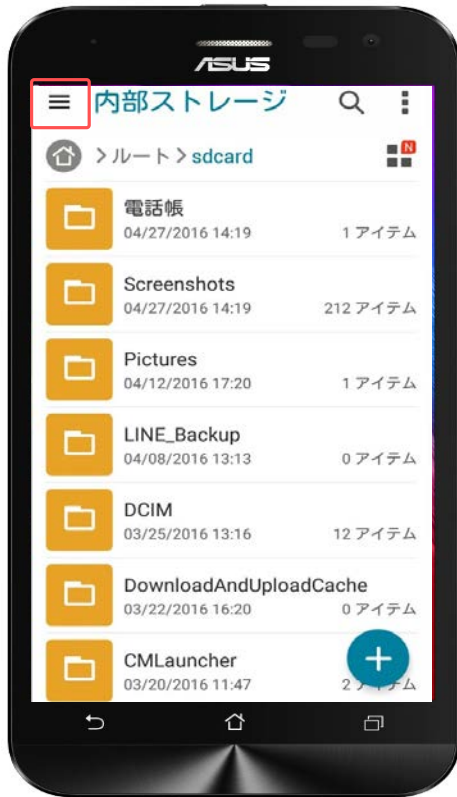 ASUS
内部ストレージ
>ルート>sdcard
N
電話帳
04/27/2016 14:19 1 アイテム
Screenshots
04/27/2016 14:19 212 アイテム
Pictures
04/12/2016 17:20 1 アイテム
LINE_Backup
04/08/2016 13:13 0 アイテム
DCIM
03/25/2016 13:16 12 アイテム
DownloadAndUploadCache
03/22/2016 16:20 0 アイテム
CMLauncher
03/20/2016 11:47 2